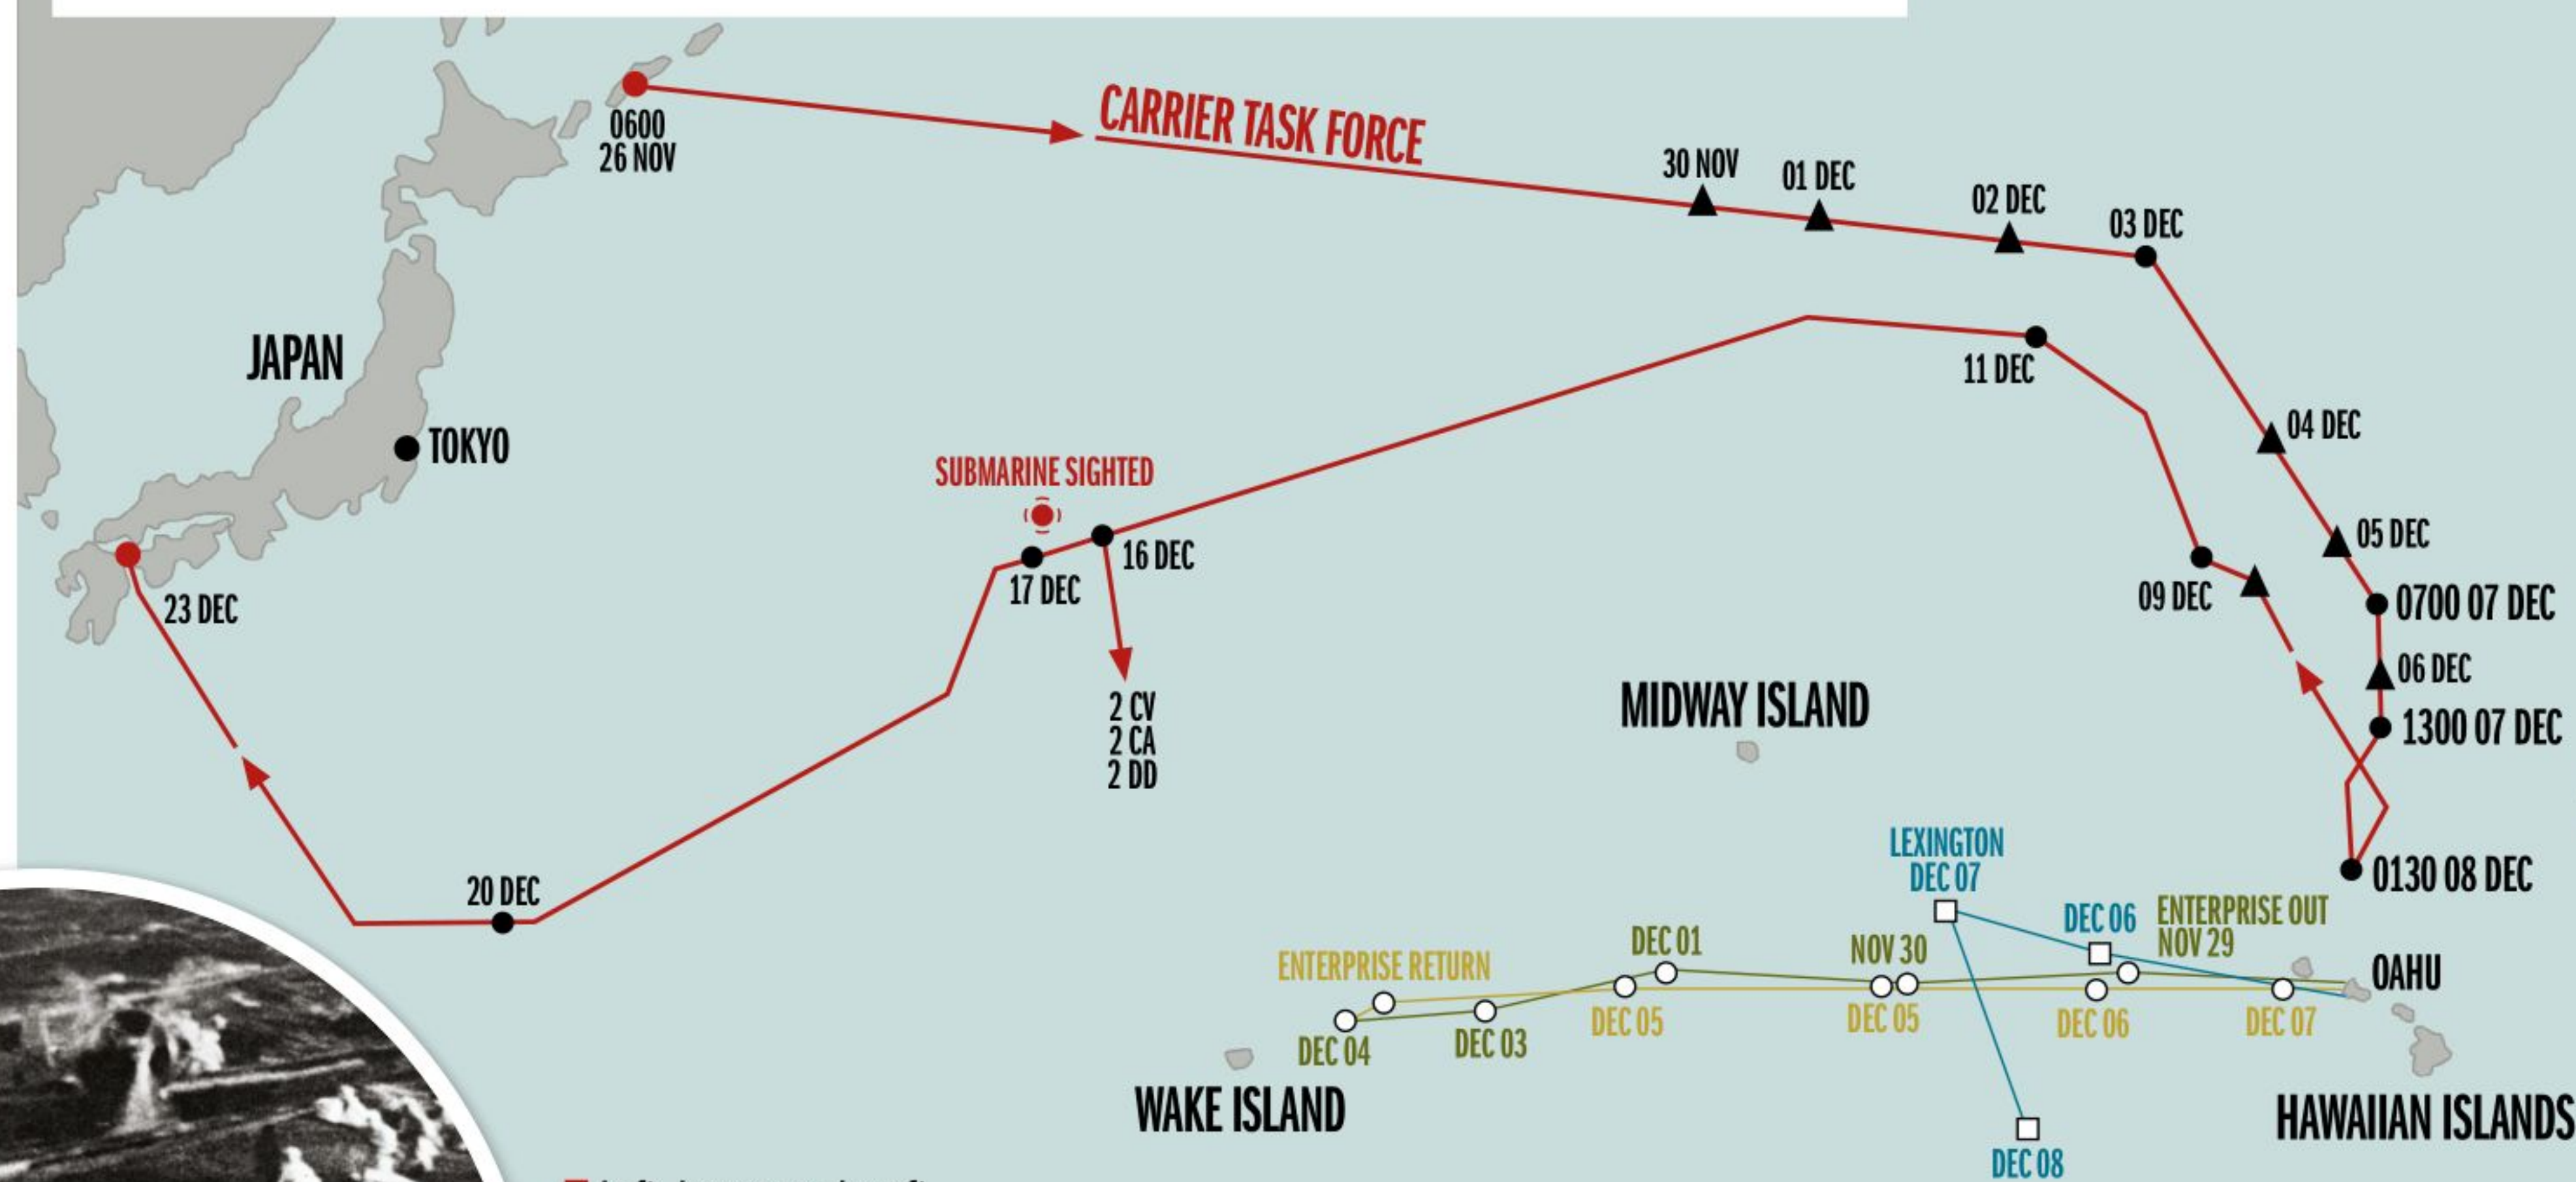 0600
26 NOV
CARRIER TASK FORCE
30 NOV
01 DEC
02 DEC
03 DEC
JAPAN
TOKYO
11 DEC
04 DEC
SUBMARINE SIGHTED
05 DEC
16 DEC
17 DEC
09 DEC
0700 07 DEC
23 DEC
06 DEC
2 CV
2 CA
2 DD
MIDWAY ISLAND
1300 07 DEC
20 DEC
LEXINGTON
DEC 07
0130 08 DEC
DEC 06
ENTERPRISE OUT
NOV 29
ENTERPRISE RETURN
DEC 01
NOV 30
OAHU
DEC 04
DEC 03
DEC 05
DEC 05
DEC 06
DEC 07
WAKE ISLAND
HAWAIIAN ISLANDS
DEC 08